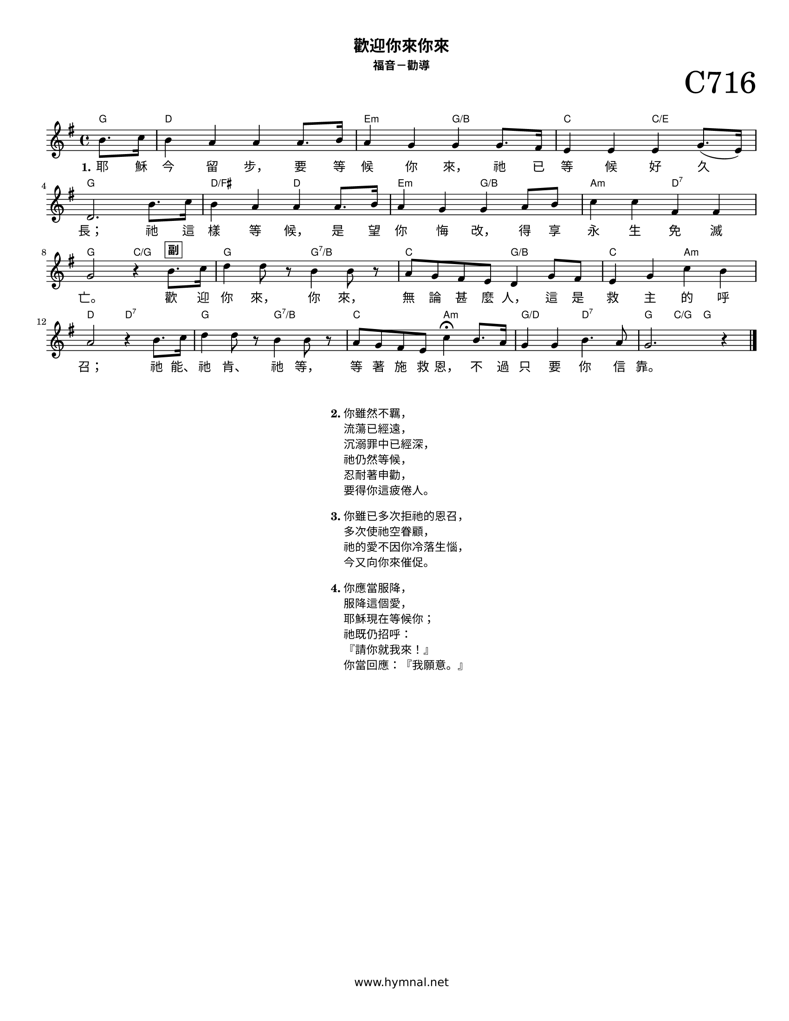 歡迎你來你來
福音－勸導
C716
G D Em G/B C C/E
1. 耶 穌 今 留 步， 要 等 候 你 來， 祂 已 等 候 好 久
4 G D/F# D Em G/B Am D7
長； 祂 這 樣 等 候， 是 望 你 悔 改， 得 享 永 生 免 滅
8 G C/G 副 G G7/B C G/B C Am
亡。 歡 迎 你 來， 你 來， 無 論 甚 麼 人， 這 是 救 主 的 呼
12 D D7 G G7/B C Am G/D D7 G C/G G
召； 祂 能、 祂 肯、 祂 等， 等 著 施 救 恩， 不 過 只 要 你 信 靠。
2. 你雖然不羈，
流蕩已經遠，
沉溺罪中已經深，
祂仍然等候，
忍耐著申勸，
要得你這疲倦人。
3. 你雖已多次拒祂的恩召，
多次使祂空眷顧，
祂的愛不因你冷落生惱，
今又向你來催促。
4. 你應當服降，
服降這個愛，
耶穌現在等候你；
祂既仍招呼：
『請你就我來！』
你當回應：『我願意。』
www.hymnal.net